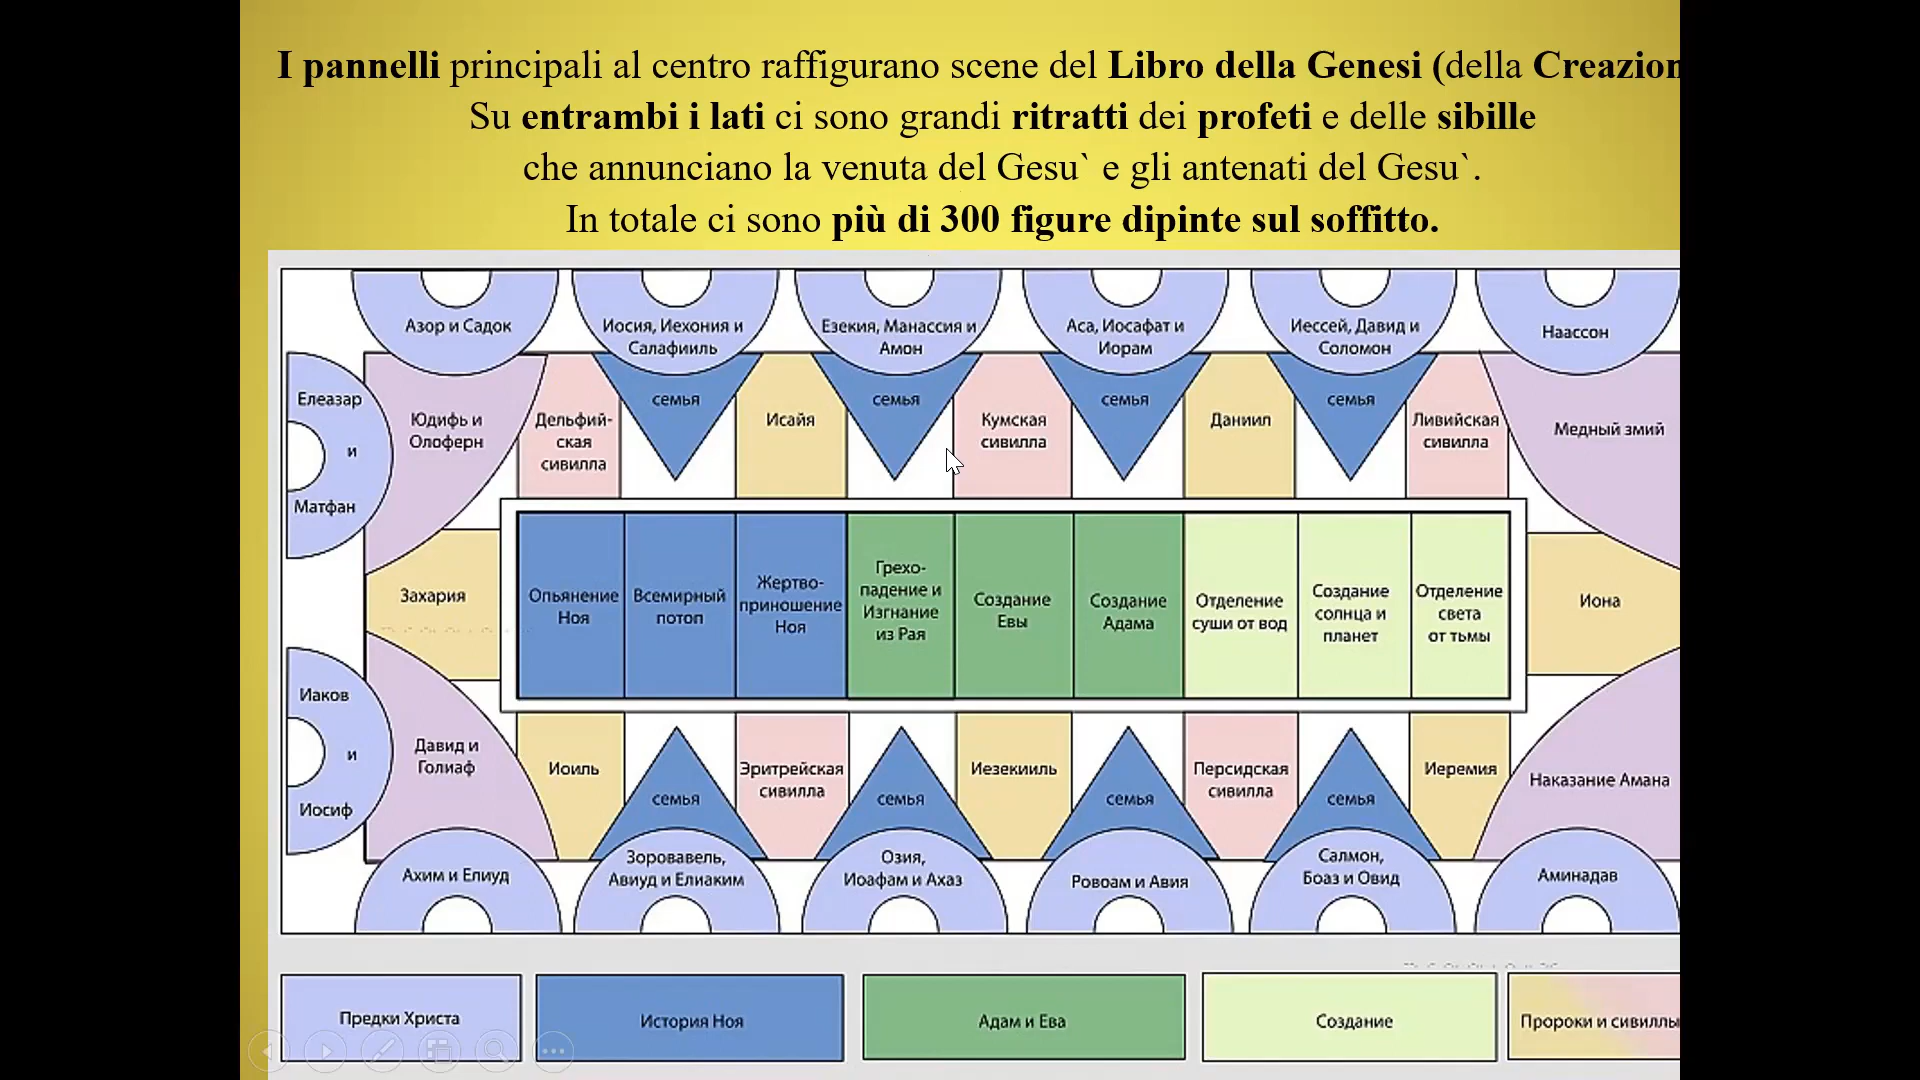 I pannelli principali al centro raffigurano scene del Libro della Genesi (della Creazion
Su entrambi i lati ci sono grandi ritratti dei profeti e delle sibille
che annunciano la venuta del Gesu` e gli antenati del Gesu`.
In totale ci sono più di 300 figure dipinte sul soffitto.
Азор и Садок
Иосия, Иехония и
Салафииль
Езекия, Манассия и
Амон
Аса, Иосафат и
Иорам
Иессей, Давид и
Соломон
Наассон
Елеазар
и
Матфан
Юдифь и
Олоферн
Дельфий-
ская
сивилла
семья
Исайя
семья
Кумская
сивилла
семья
Даниил
семья
Ливийская
сивилла
Медный змий
Захария
Опьянение
Ноя
Всемирный
потоп
Жертво-
приношение
Ноя
Грехо-
падение и
Изгнание
из Рая
Создание
Евы
Создание
Адама
Отделение
суши от вод
Создание
солнца и
планет
Отделение
света
от тьмы
Иона
Иаков
и
Иосиф
Давид и
Голиаф
Иоиль
семья
Эритрейская
сивилла
семья
Иезекииль
семья
Персидская
сивилла
семья
Иеремия
Наказание Амана
Ахим и Елиуд
Зоровавель,
Авиуд и Елиаким
Озия,
Иоафам и Ахаз
Ровоам и Авия
Салмон,
Боаз и Овид
Аминадав
Предки Христа
История Ноя
Адам и Ева
Создание
Пророки и сивиллы